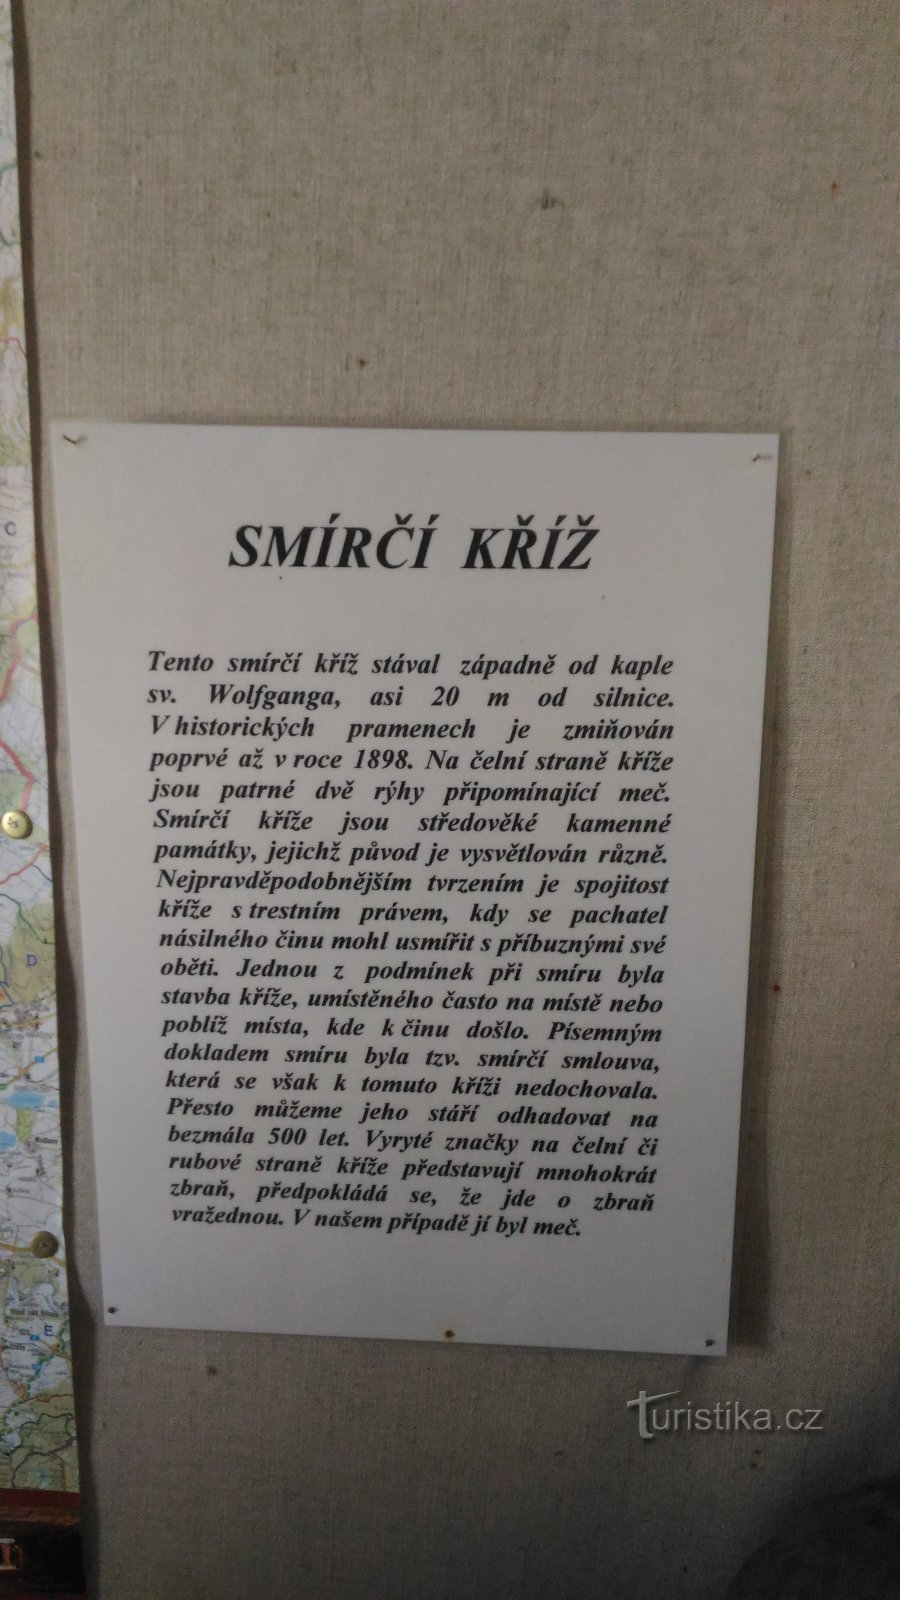 SMÍRČÍ KŘÍŽ
Tento smírčí kříž stával západně od kaple
sv. Wolfganga, asi 20 m od silnice.
V historických pramenech je zmiňován
poprvé až v roce 1898. Na čelní straně kříže
jsou patrné dvě rýhy připomínající meč.
Smírčí kříže jsou středověké kamenné
památky, jejichž původ je vysvětlován různě.
Nejpravděpodobnějším tvrzením je spojitost
kříže s trestním právem, kdy se pachatel
násilného činu mohl usmířit s příbuznými své
oběti. Jednou z podmínek při smíru byla
stavba kříže, umístěného často na místě nebo
poblíž místa, kde k činu došlo. Písemným
dokladem smíru byla tzv. smírčí smlouva,
která se však k tomuto kříži nedochovala.
Přesto můžeme jeho stáří odhadovat na
bezmála 500 let. Vyryté značky na čelní či
rubové straně kříže představují mnohokrát
zbraň, předpokládá se, že jde o zbraň
vražednou. V našem případě jí byl meč.
C
D
E
Turistika.cz